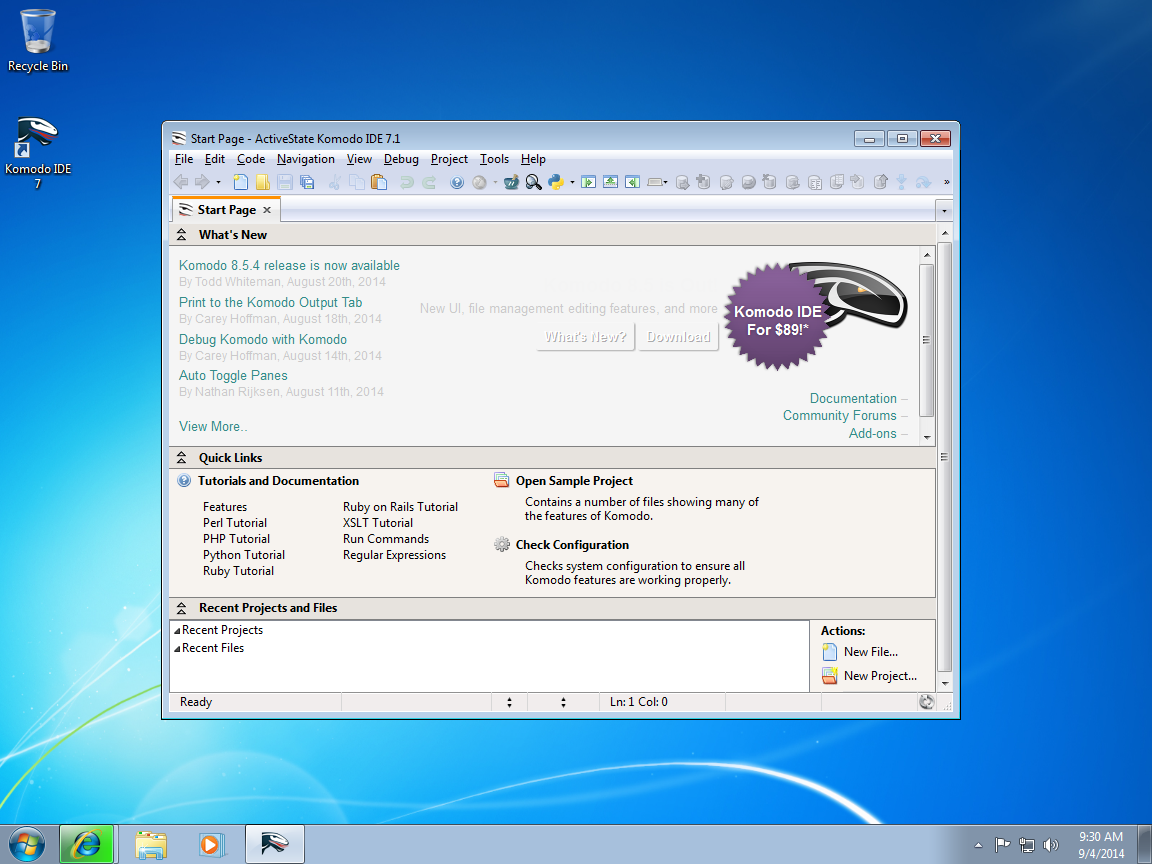 Recycle Bin
Komodo IDE
7
Start Page - ActiveState Komodo IDE 7.1
File Edit Code Navigation View Debug Project Tools Help
»
Start Page
What's New
Komodo 8.5.4 release is now available
By Todd Whiteman, August 20th, 2014
Print to the Komodo Output Tab
By Carey Hoffman, August 18th, 2014
Debug Komodo with Komodo
By Carey Hoffman, August 14th, 2014
Auto Toggle Panes
By Nathan Rijksen, August 11th, 2014
View More..
New UI, file management editing features, and more
What's New? Download
Komodo IDE
For $89!*
Documentation –
Community Forums –
Add-ons –
Quick Links
Tutorials and Documentation
Features
Perl Tutorial
PHP Tutorial
Python Tutorial
Ruby Tutorial
Ruby on Rails Tutorial
XSLT Tutorial
Run Commands
Regular Expressions
Open Sample Project
Contains a number of files showing many of
the features of Komodo.
Check Configuration
Checks system configuration to ensure all
Komodo features are working properly.
Recent Projects and Files
Recent Projects
Recent Files
Actions:
New File...
New Project...
Ready
Ln: 1 Col: 0
9:30 AM
9/4/2014